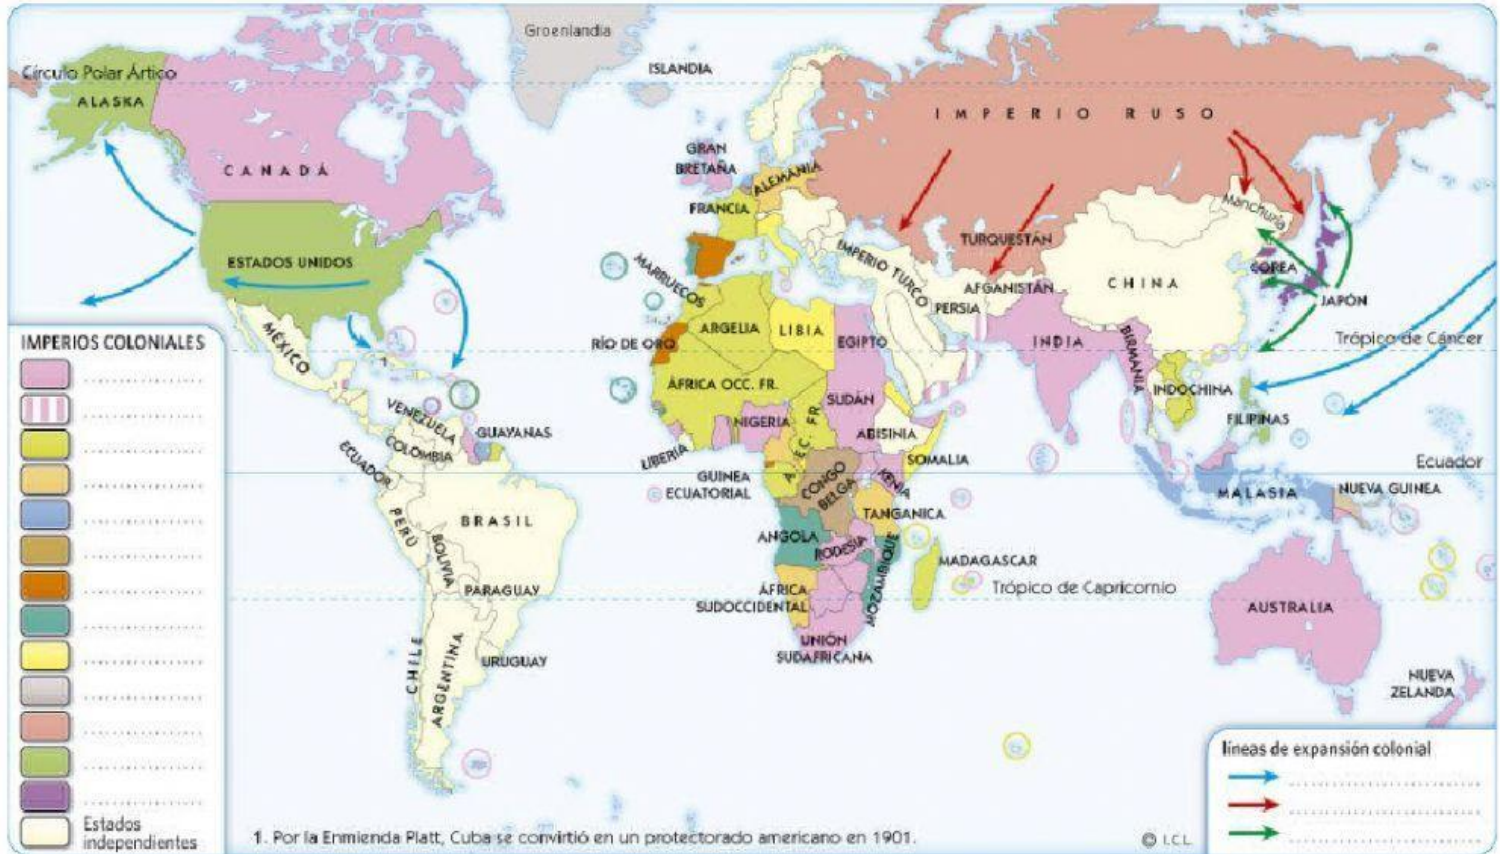 Groenlandia
Círculo Polar Ártico
ISLANDIA
ALASKA
IMPERIO RUSO
CANADÁ
GRAN
BRETAÑA
ALEMANIA
FRANCIA
Manchuria
ESTADOS UNIDOS
MARRUECOS
IMPERIO TURCO
TURQUESTÁN
AFGANISTÁN
PERSIA
CHINA
COREA
JAPÓN
MÉXICO
RÍO DE ORO
ARGELIA
LIBIA
EGIPTO
INDIA
BIRMANIA
Trópico de Cáncer
ÁFRICA OCC. FR.
SUDÁN
INDOCHINA
FILIPINAS
VENEZUELA
GUAYANAS
COLOMBIA
NIGERIA
A. EC. FR
ABISINIA
LIBERIA
SOMALIA
ECUADOR
GUINEA
ECUATORIAL
CONGO
BELGA
KENIA
Ecuador
MALASIA
NUEVA GUINEA
PERÚ
BRASIL
TANGANICA
ANGOLA
RODESIA
MOZAMBIQUE
BOLIVIA
MADAGASCAR
PARAGUAY
ÁFRICA
SUDOCCIDENTAL
Trópico de Capricornio
AUSTRALIA
CHILE
ARGENTINA
URUGUAY
UNIÓN
SUDAFRICANA
NUEVA
ZELANDA
IMPERIOS COLONIALES
Estados
independientes
1. Por la Enmienda Platt, Cuba se convirtió en un protectorado americano en 1901.
© I.C.L.
líneas de expansión colonial